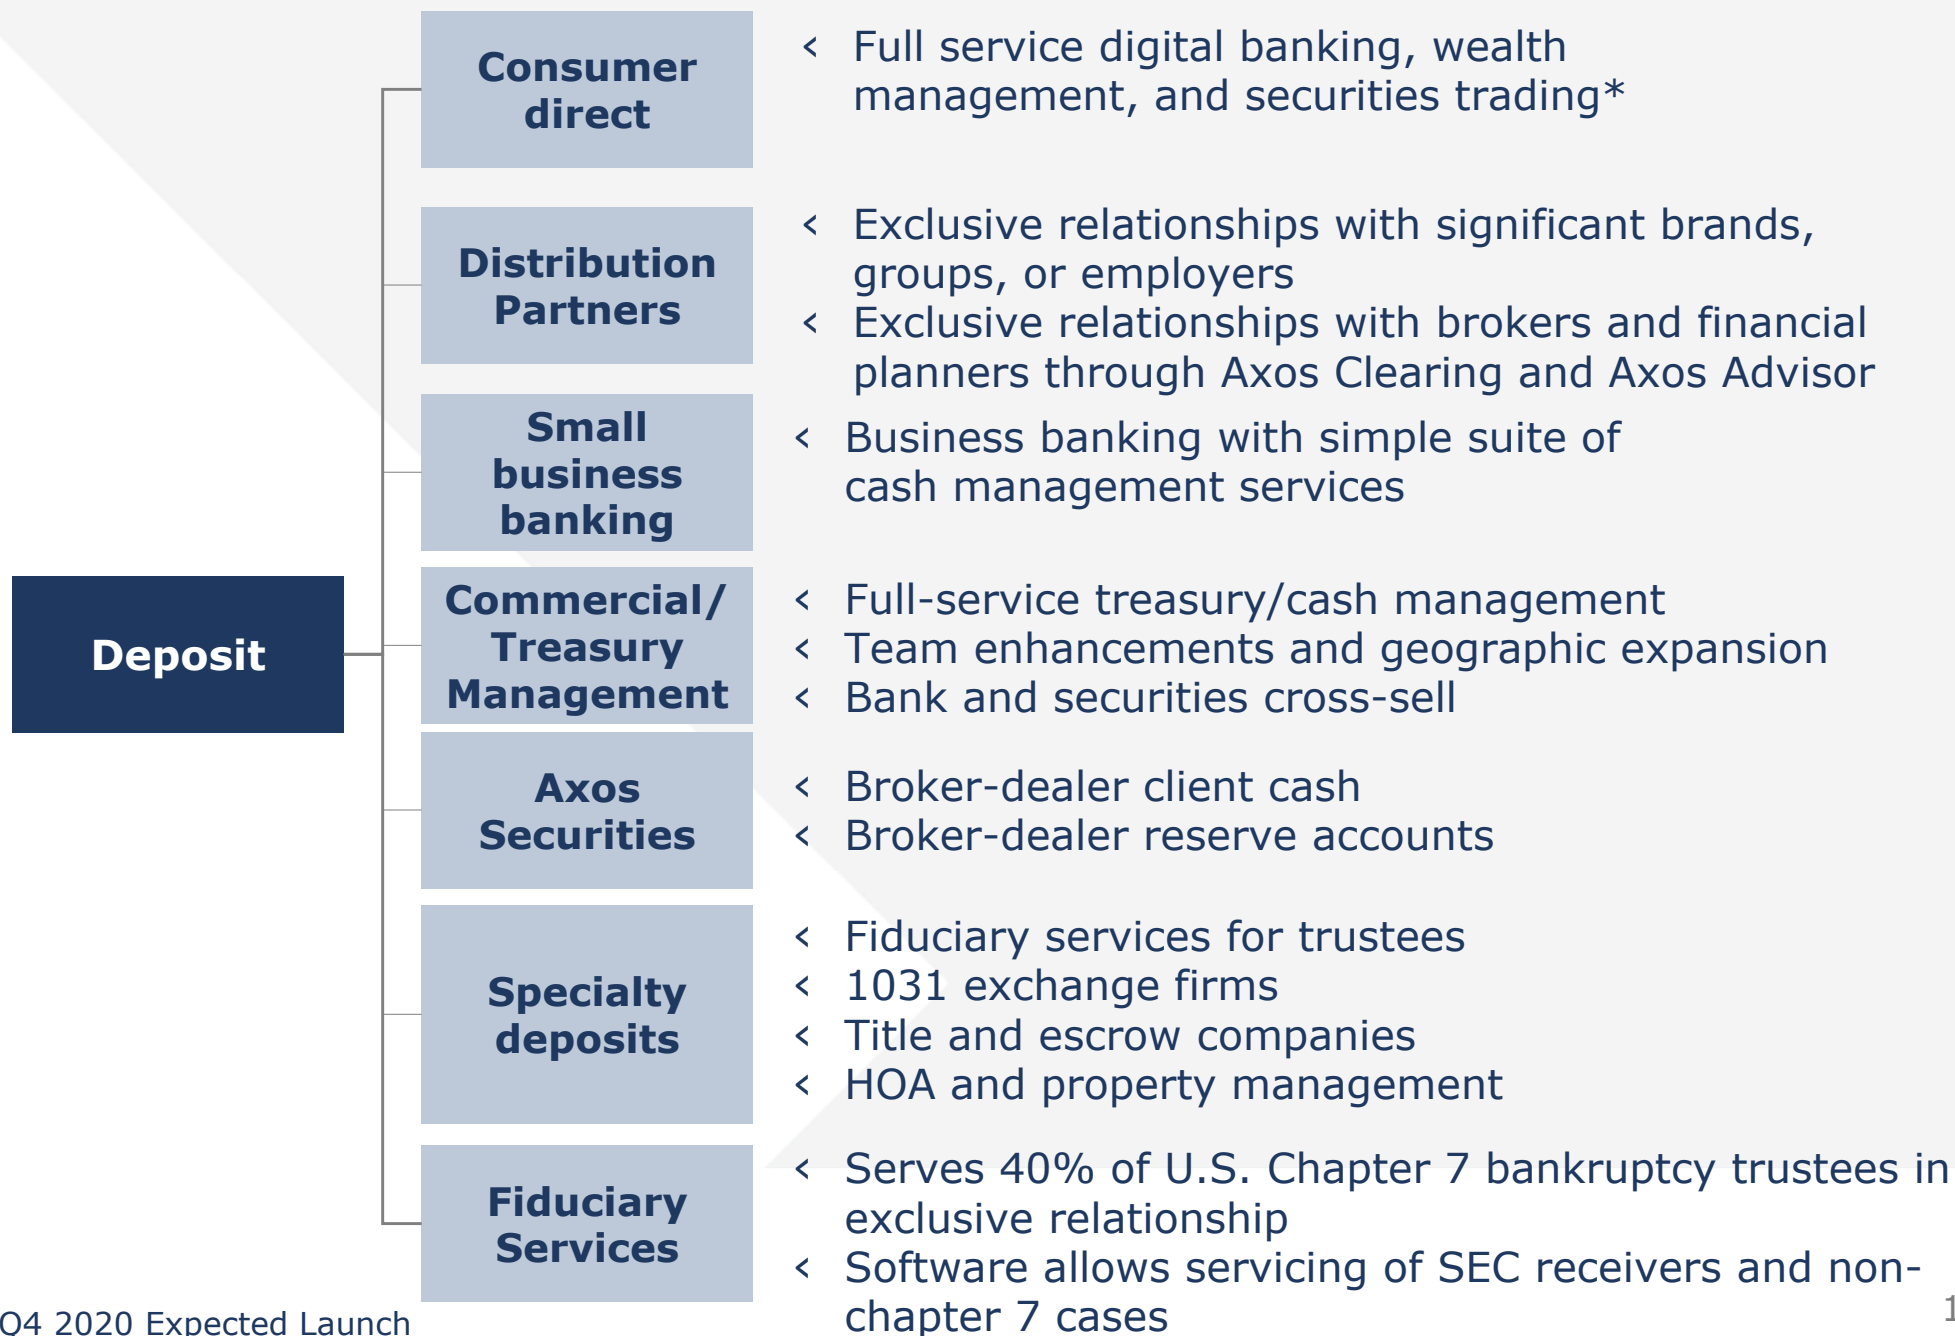 Consumer
direct
‹ Full service digital banking, wealth
management, and securities trading*
Distribution
Partners
‹ Exclusive relationships with significant brands,
groups, or employers
‹ Exclusive relationships with brokers and financial
planners through Axos Clearing and Axos Advisor
Small
business
banking
‹ Business banking with simple suite of
cash management services
Deposit
Commercial/
Treasury
Management
‹ Full-service treasury/cash management
‹ Team enhancements and geographic expansion
‹ Bank and securities cross-sell
Axos
Securities
‹ Broker-dealer client cash
‹ Broker-dealer reserve accounts
Specialty
deposits
‹ Fiduciary services for trustees
‹ 1031 exchange firms
‹ Title and escrow companies
‹ HOA and property management
Fiduciary
Services
‹ Serves 40% of U.S. Chapter 7 bankruptcy trustees in
exclusive relationship
‹ Software allows servicing of SEC receivers and non-
chapter 7 cases
Q4 2020 Expected Launch